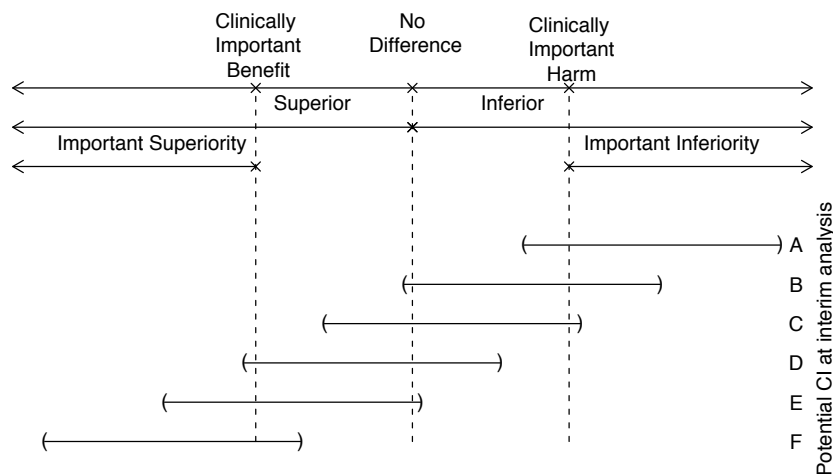 Clinically
Important
Benefit
No
Difference
Clinically
Important
Harm
Superior
Inferior
Important Superiority
Important Inferiority
A
B
C
D
E
F
Potential CI at interim analysis